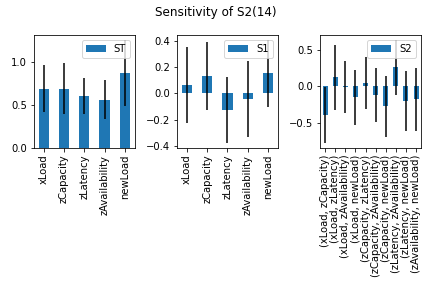 Sensitivity of S2(14)
ST
1.0
0.5
0.0
xLoad
zCapacity
zLatency
zAvailability
newLoad
S1
0.4
0.2
0.0
−0.2
−0.4
xLoad
zCapacity
zLatency
zAvailability
newLoad
S2
0.5
0.0
−0.5
(xLoad, zCapacity)
(xLoad, zLatency)
(xLoad, zAvailability)
(xLoad, newLoad)
(zCapacity, zLatency)
(zCapacity, zAvailability)
(zCapacity, newLoad)
(zLatency, zAvailability)
(zLatency, newLoad)
(zAvailability, newLoad)